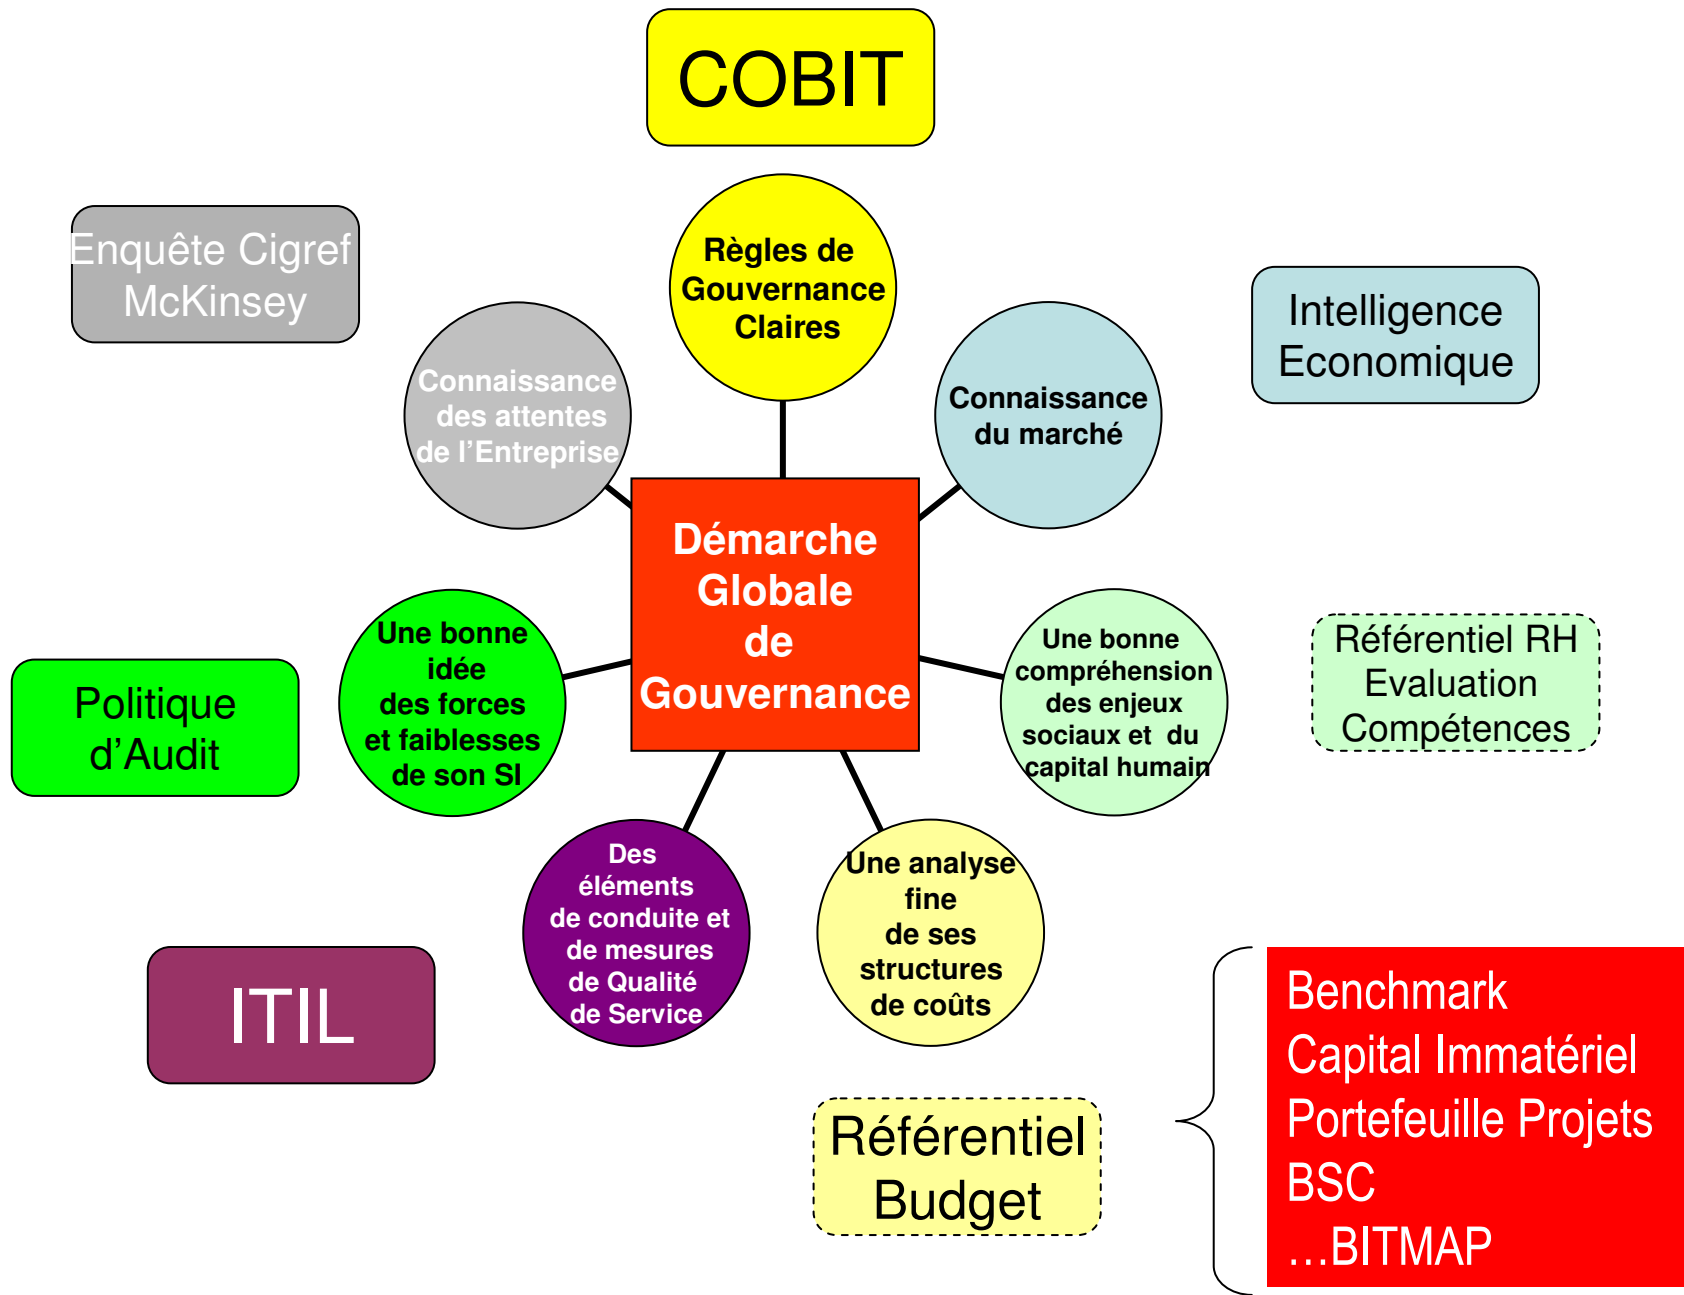 COBIT
Enquête Cigref
McKinsey
Règles de
Gouvernance
Claires
Intelligence
Economique
Connaissance
des attentes
de l’Entreprise
Connaissance
du marché
Démarche
Globale
de
Gouvernance
Une bonne
idée
des forces
et faiblesses
de son SI
Politique
d’Audit
Une bonne
compréhension
des enjeux
sociaux et du
capital humain
Référentiel RH
Evaluation
Compétences
Des
éléments
de conduite et
de mesures
de Qualité
de Service
Une analyse
fine
de ses
structures
de coûts
ITIL
Référentiel
Budget
Benchmark
Capital Immatériel
Portefeuille Projets
BSC
…BITMAP